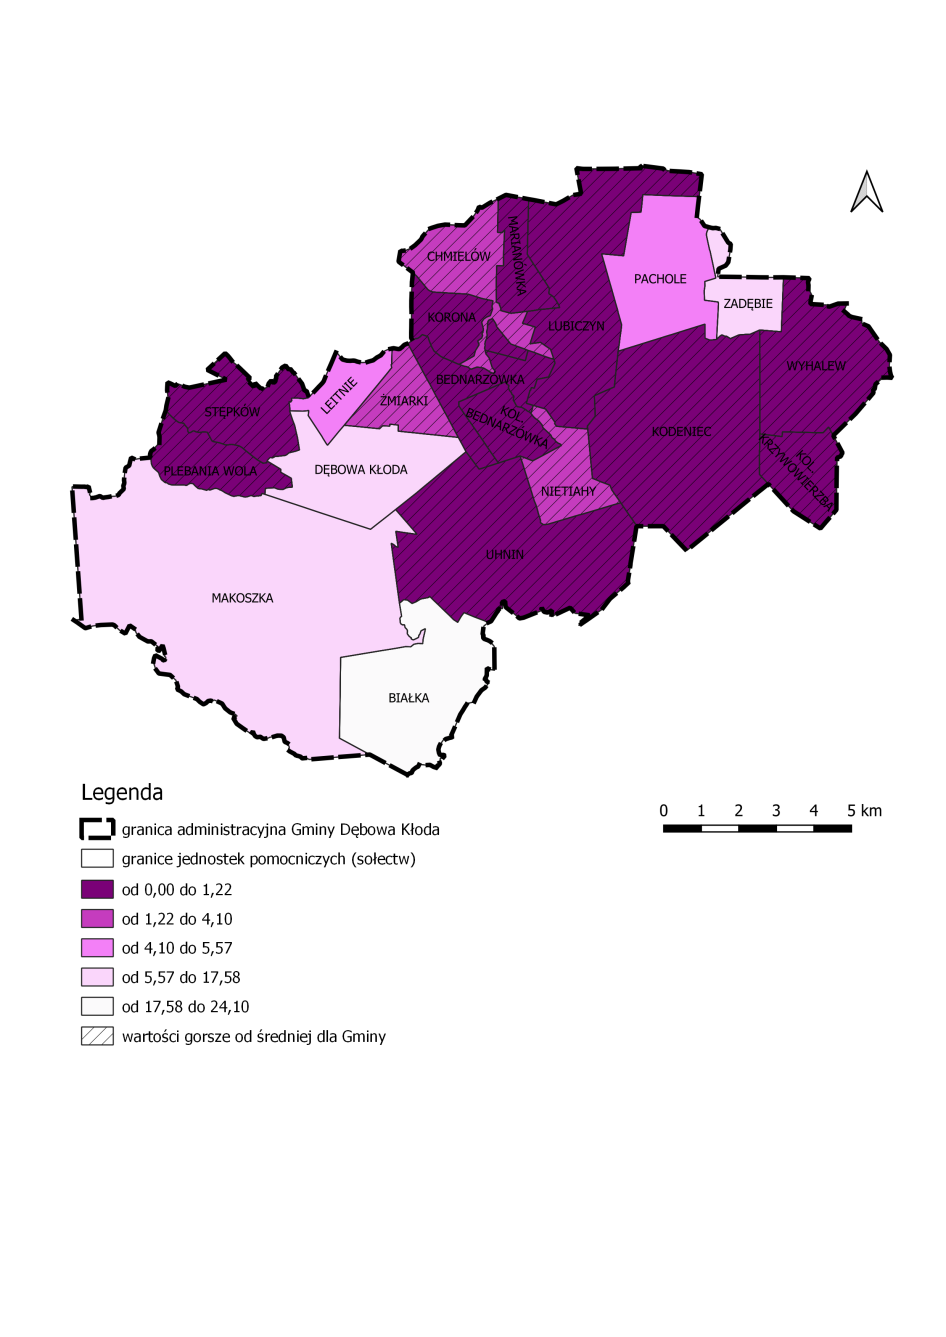 MARIANÓWKA
CHMIELÓW
PACHOLE
ZADĘBIE
KORONA
LUBICZYN
WYHALEW
BEDNARZÓWKA
LEITNIE
ŻMIARKI
STĘPKÓW
KOL.
BEDNARZÓWKA
KODENIEC
KOL.
KRZYWOWIERZBA
PLEBANIA WOLA
DĘBOWA KŁODA
NIETIAHY
UHNIN
MAKOSZKA
BIAŁKA
Legenda
0 1 2 3 4 5 km
granica administracyjna Gminy Dębowa Kłoda
granice jednostek pomocniczych (sołectw)
od 0,00 do 1,22
od 1,22 do 4,10
od 4,10 do 5,57
od 5,57 do 17,58
od 17,58 do 24,10
wartości gorsze od średniej dla Gminy